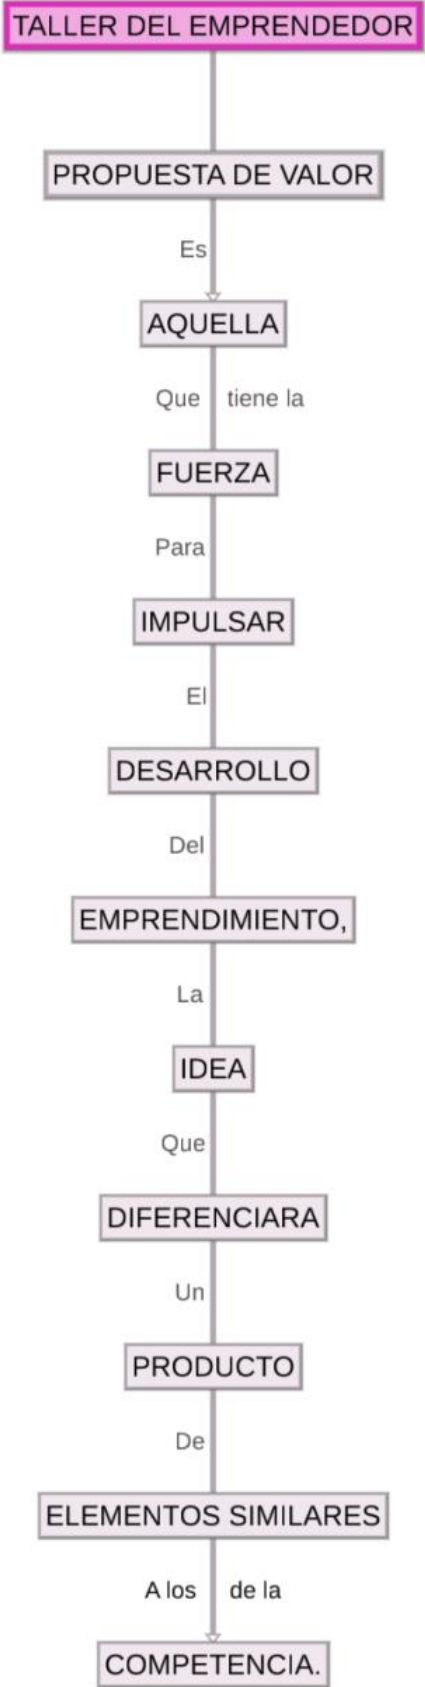 TALLER DEL EMPRENDEDOR
PROPUESTA DE VALOR
Es
AQUELLA
Que tiene la
FUERZA
Para
IMPULSAR
El
DESARROLLO
Del
EMPRENDIMIENTO,
La
IDEA
Que
DIFERENCIARA
Un
PRODUCTO
De
ELEMENTOS SIMILARES
A los de la
COMPETENCIA.